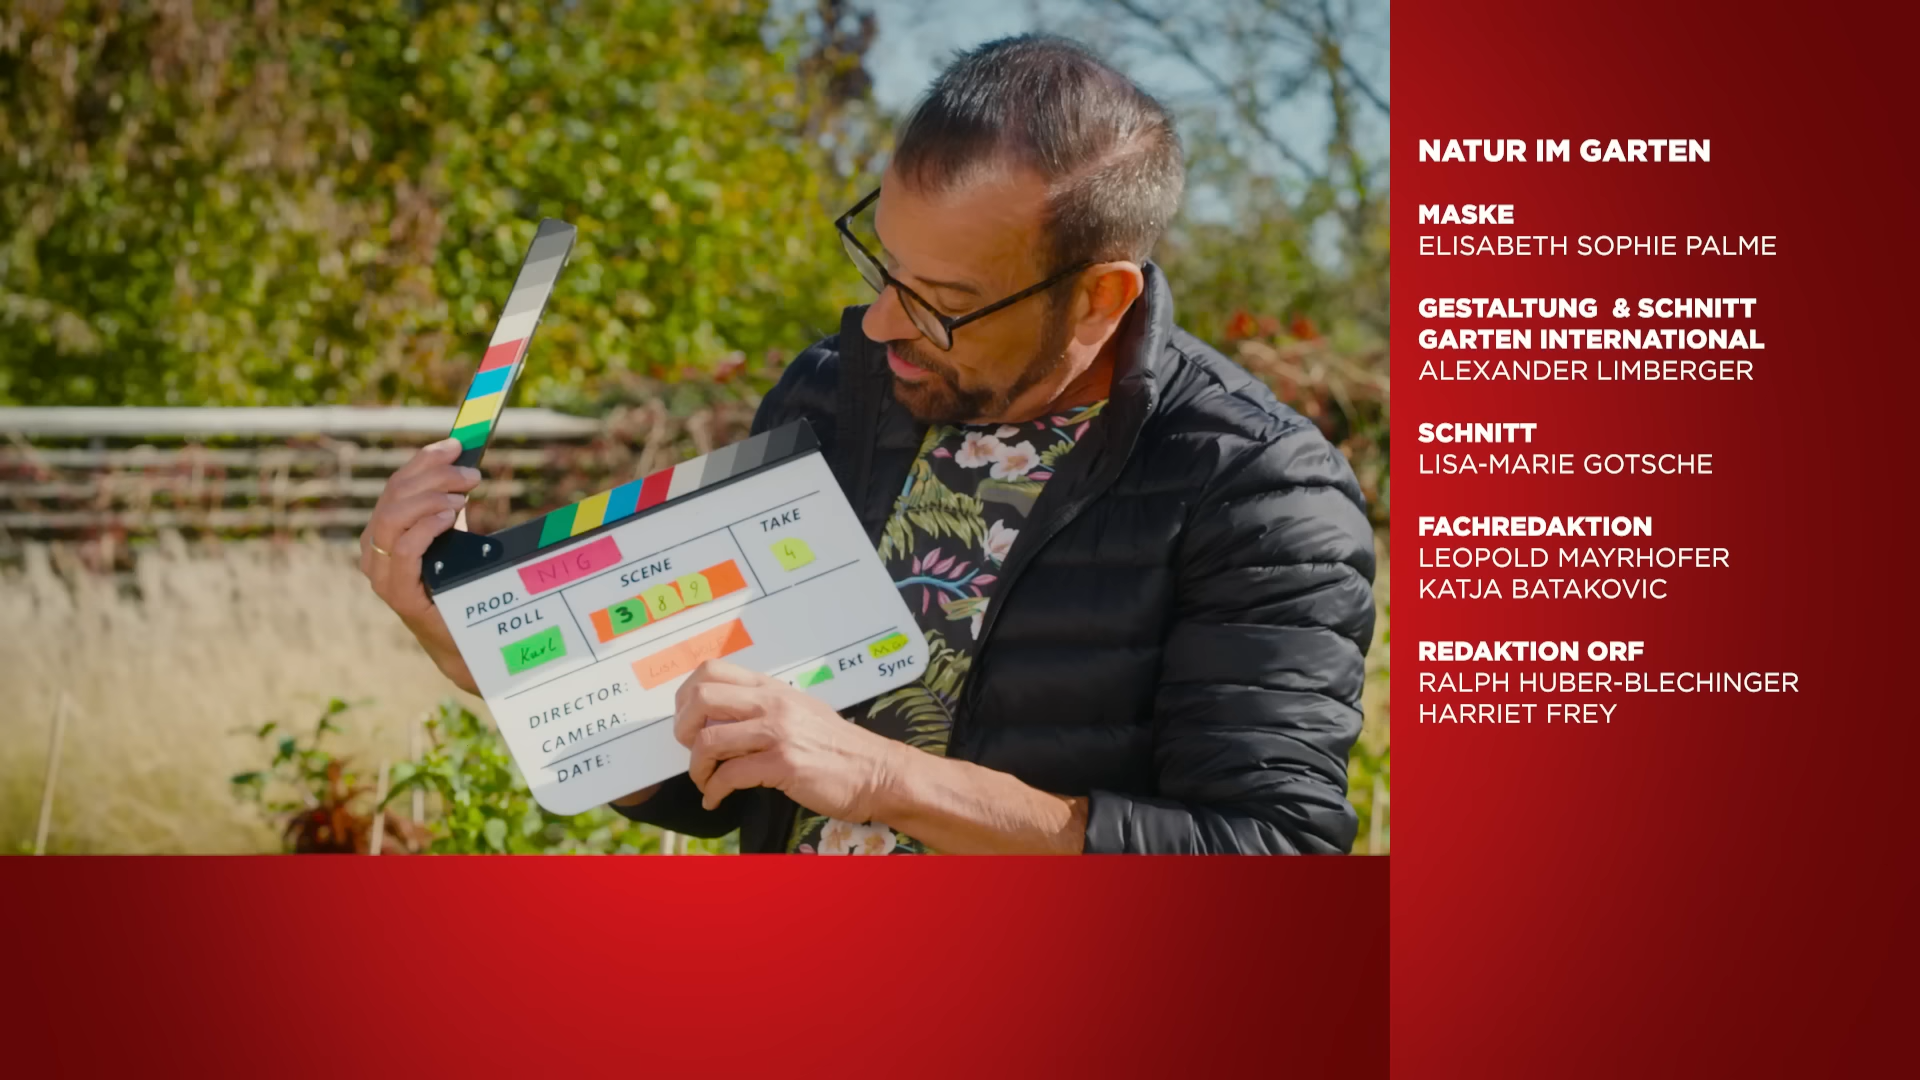 NIG
PROD.
ROLL
SCENE
TAKE
Karl
3 8 9
4
DIRECTOR:
CAMERA:
DATE:
Ext
Sync
NATUR IM GARTEN
MASKE
ELISABETH SOPHIE PALME
GESTALTUNG & SCHNITT
GARTEN INTERNATIONAL
ALEXANDER LIMBERGER
SCHNITT
LISA-MARIE GOTSCHE
FACHREDAKTION
LEOPOLD MAYRHOFER
KATJA BATAKOVIC
REDAKTION ORF
RALPH HUBER-BLECHINGER
HARRIET FREY